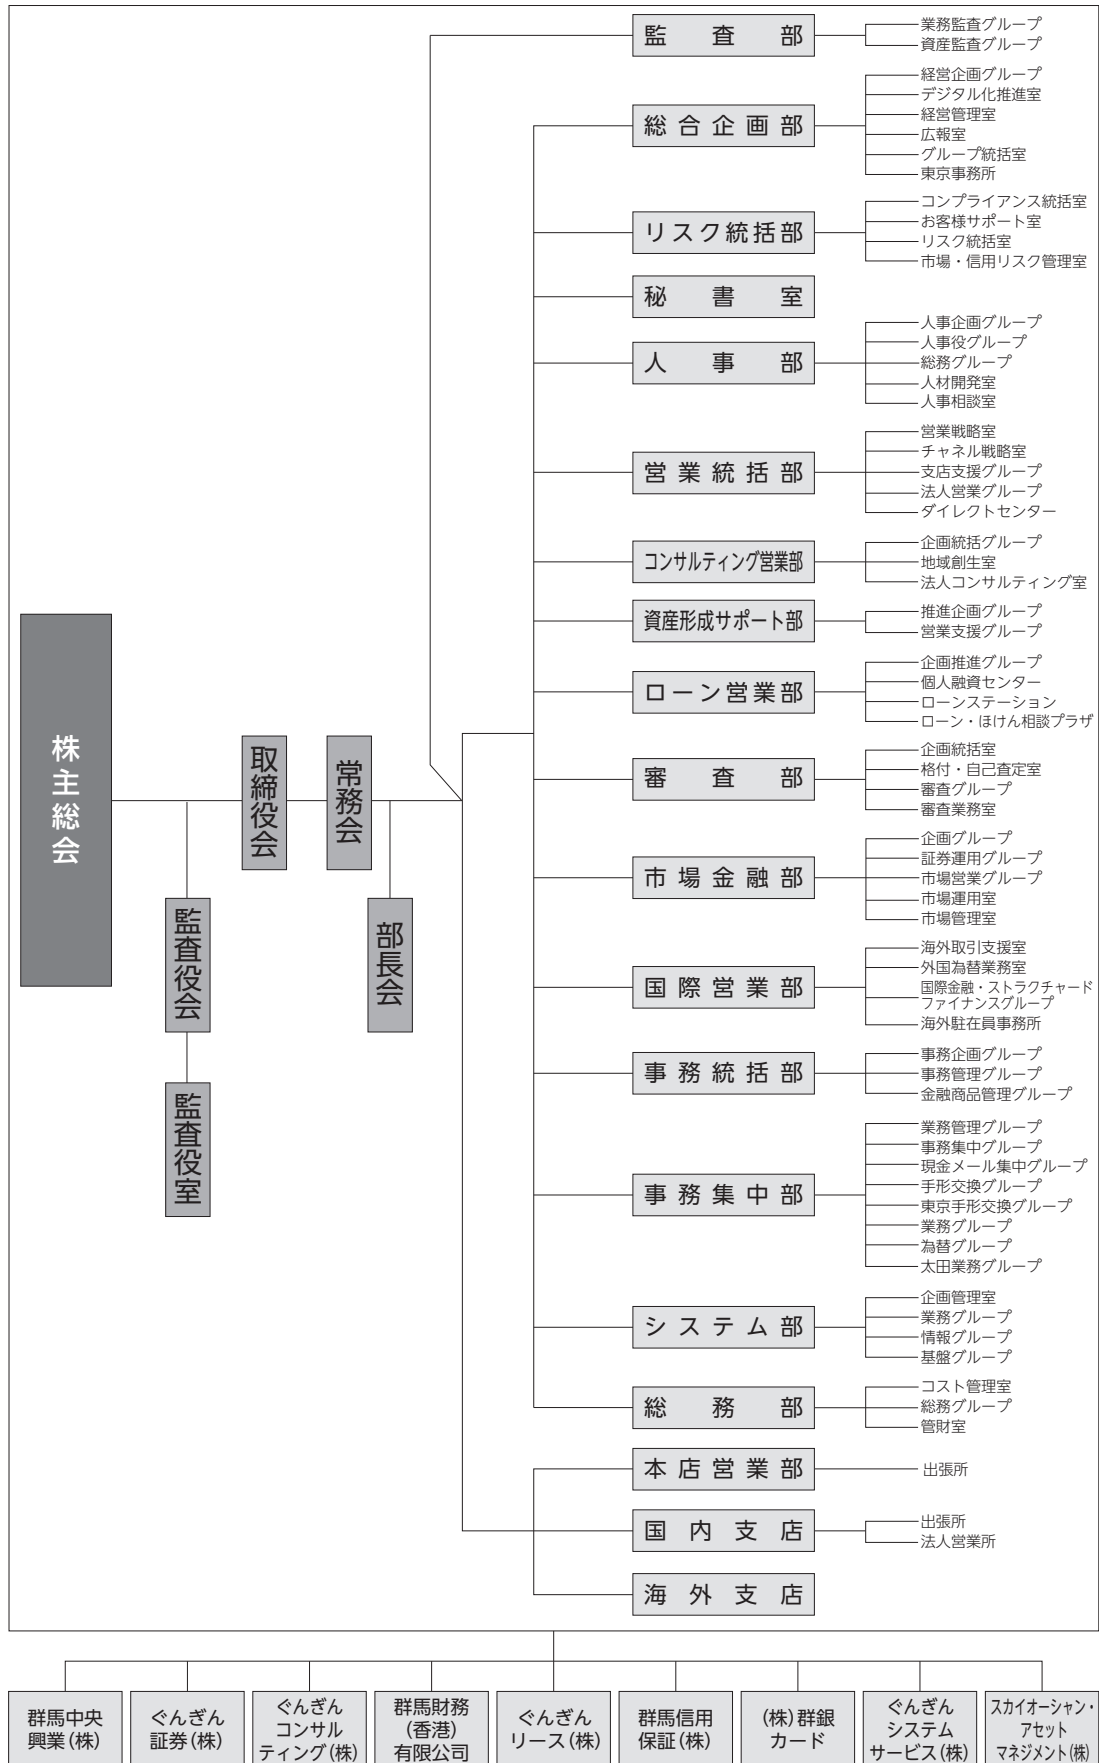 株主総会
取締役会
常務会
監査役会
部長会
監査役室
監査部
業務監査グループ
資産監査グループ
総合企画部
経営企画グループ
デジタル化推進室
経営管理室
広報室
グループ統括室
東京事務所
リスク統括部
コンプライアンス統括室
お客様サポート室
リスク統括室
市場・信用リスク管理室
秘書室
人事部
人事企画グループ
人事役グループ
総務グループ
人材開発室
人事相談室
営業統括部
営業戦略室
チャネル戦略室
支店支援グループ
法人営業グループ
ダイレクトセンター
コンサルティング営業部
企画統括グループ
地域創生室
法人コンサルティング室
資産形成サポート部
推進企画グループ
営業支援グループ
ローン営業部
企画推進グループ
個人融資センター
ローンステーション
ローン・ほけん相談プラザ
審査部
企画統括室
格付・自己査定室
審査グループ
審査業務室
市場金融部
企画グループ
証券運用グループ
市場営業グループ
市場運用室
市場管理室
国際営業部
海外取引支援室
外国為替業務室
国際金融・ストラクチャード
ファイナンスグループ
海外駐在員事務所
事務統括部
事務企画グループ
事務管理グループ
金融商品管理グループ
事務集中部
業務管理グループ
事務集中グループ
現金メール集中グループ
手形交換グループ
東京手形交換グループ
業務グループ
為替グループ
太田業務グループ
システム部
企画管理室
業務グループ
情報グループ
基盤グループ
総務部
コスト管理室
総務グループ
管財室
本店営業部
出張所
国内支店
出張所
法人営業所
海外支店
群馬中央
興業(株)
ぐんぎん
証券(株)
ぐんぎん
コンサル
ティング(株)
群馬財務
(香港)
有限公司
ぐんぎん
リース(株)
群馬信用
保証(株)
(株)群銀
カード
ぐんぎん
システム
サービス(株)
スカイオーシャン・
アセット
マネジメント(株)